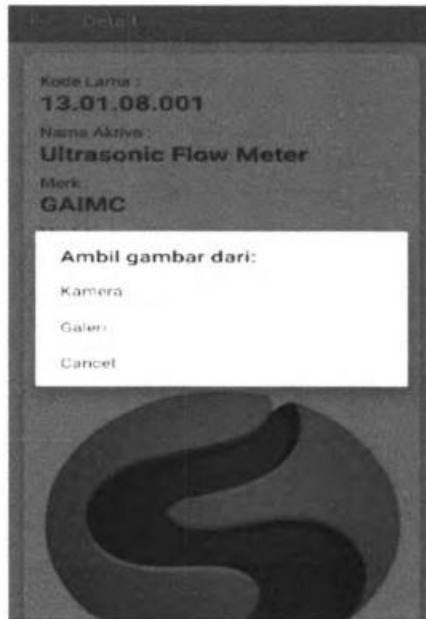 Detail
Kode Lama :
13.01.08.001
Nama Aktiva :
Ultrasonic Flow Meter
Merk :
GAIMC
Ambil gambar dari:
Kamera
Galeri
Cancel